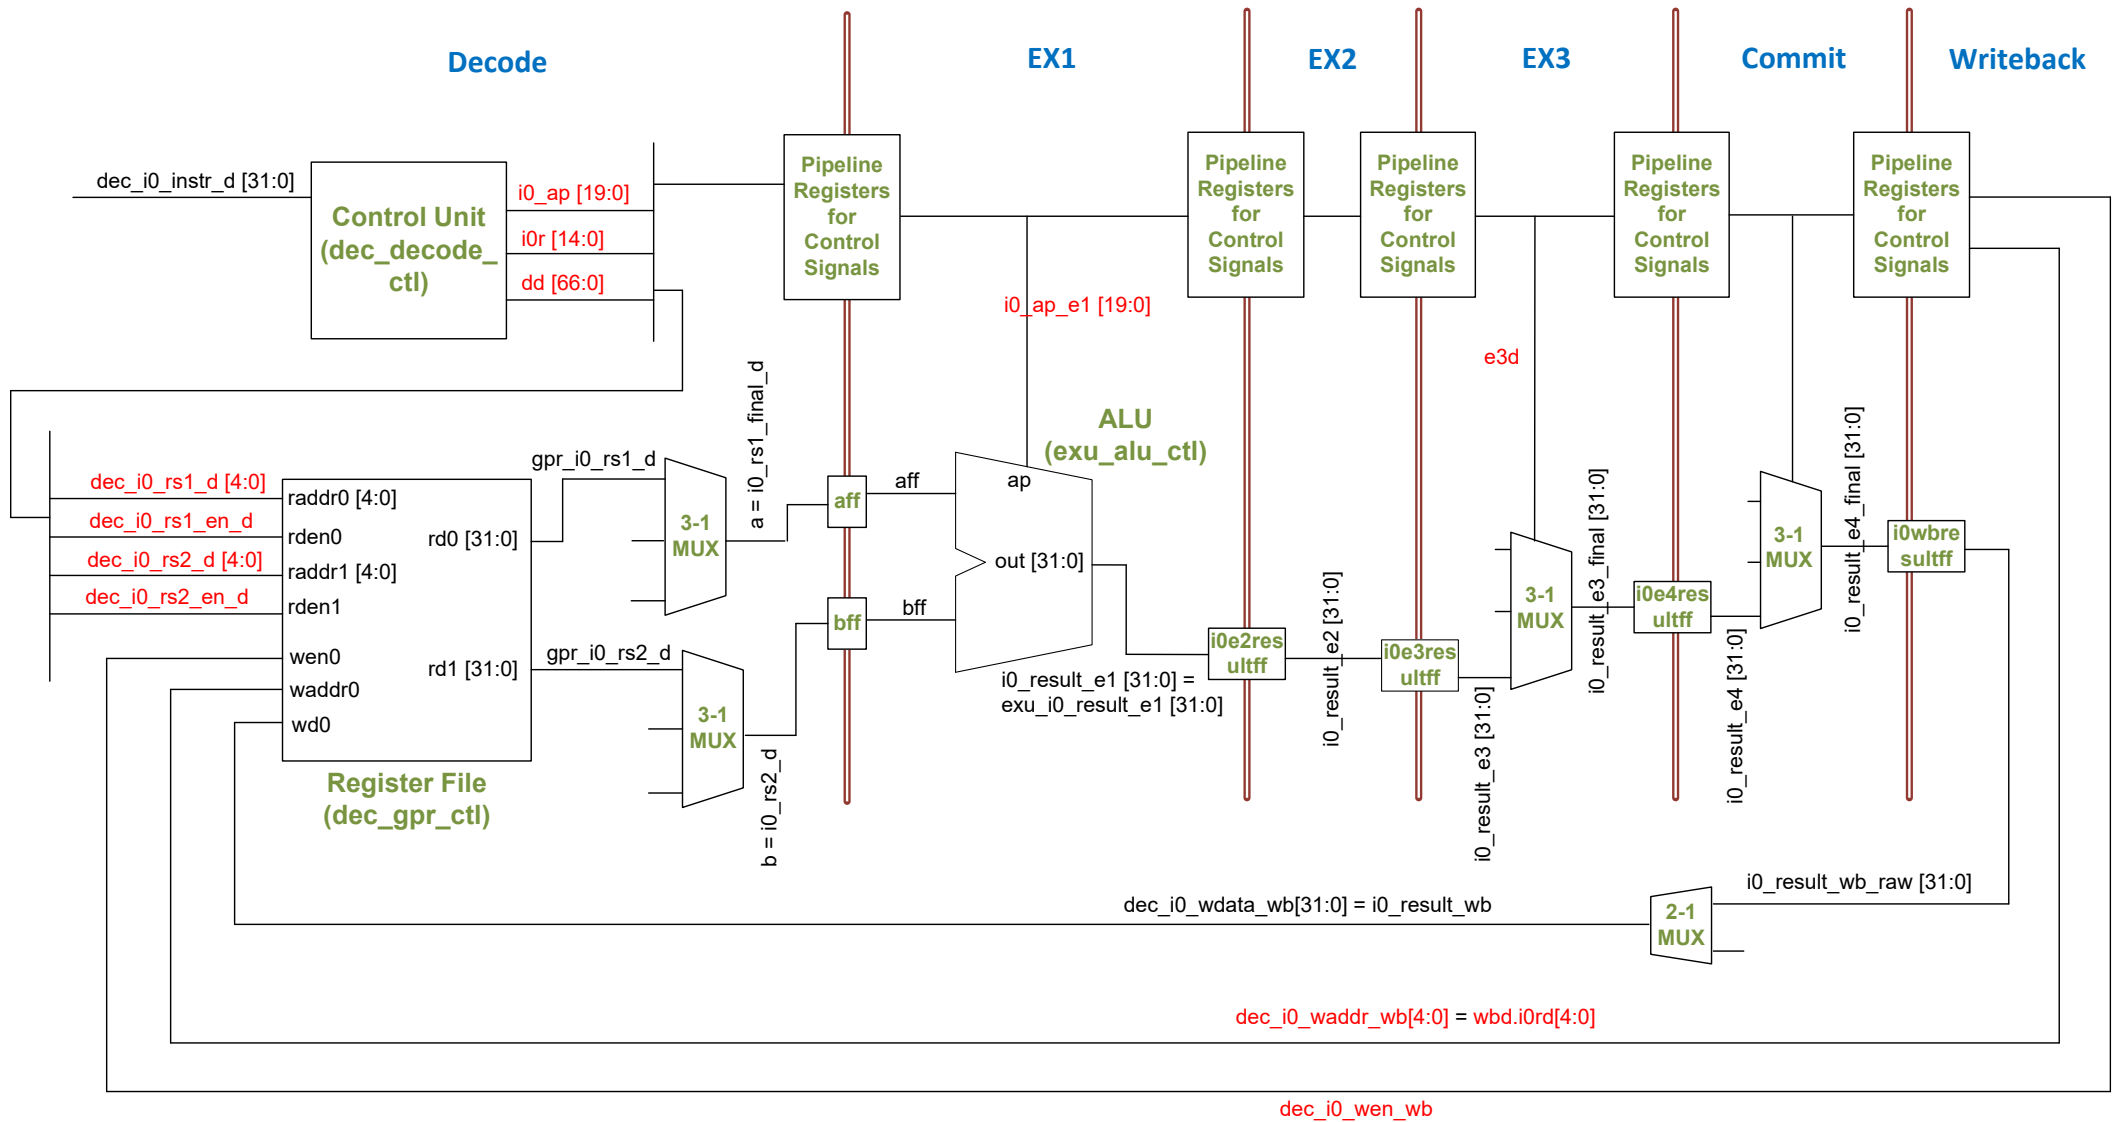 Decode
EX1
EX2
EX3
Commit
Writeback
dec_i0_instr_d [31:0]
Control Unit
(dec_decode_
ctl)
i0_ap [19:0]
i0r [14:0]
dd [66:0]
Pipeline
Registers
for
Control
Signals
Pipeline
Registers
for
Control
Signals
Pipeline
Registers
for
Control
Signals
Pipeline
Registers
for
Control
Signals
Pipeline
Registers
for
Control
Signals
i0_ap_e1 [19:0]
e3d
dec_i0_rs1_d [4:0]
dec_i0_rs1_en_d
dec_i0_rs2_d [4:0]
dec_i0_rs2_en_d
raddr0 [4:0]
rden0
raddr1 [4:0]
rden1
wen0
waddr0
wd0
rd0 [31:0]
rd1 [31:0]
Register File
(dec_gpr_ctl)
gpr_i0_rs1_d
3-1
MUX
a = i0_rs1_final_d
gpr_i0_rs2_d
3-1
MUX
b = i0_rs2_d
aff
bff
aff
bff
ALU
(exu_alu_ctl)
ap
out [31:0]
i0_result_e1 [31:0] =
exu_i0_result_e1 [31:0]
i0e2res
ultff
i0_result_e2 [31:0]
i0e3res
ultff
i0_result_e3 [31:0]
3-1
MUX
i0_result_e3_final [31:0]
i0e4res
ultff
i0_result_e4 [31:0]
3-1
MUX
i0_result_e4_final [31:0]
i0wbre
sultff
i0_result_wb_raw [31:0]
2-1
MUX
dec_i0_wdata_wb[31:0] = i0_result_wb
dec_i0_waddr_wb[4:0] = wbd.i0rd[4:0]
dec_i0_wen_wb